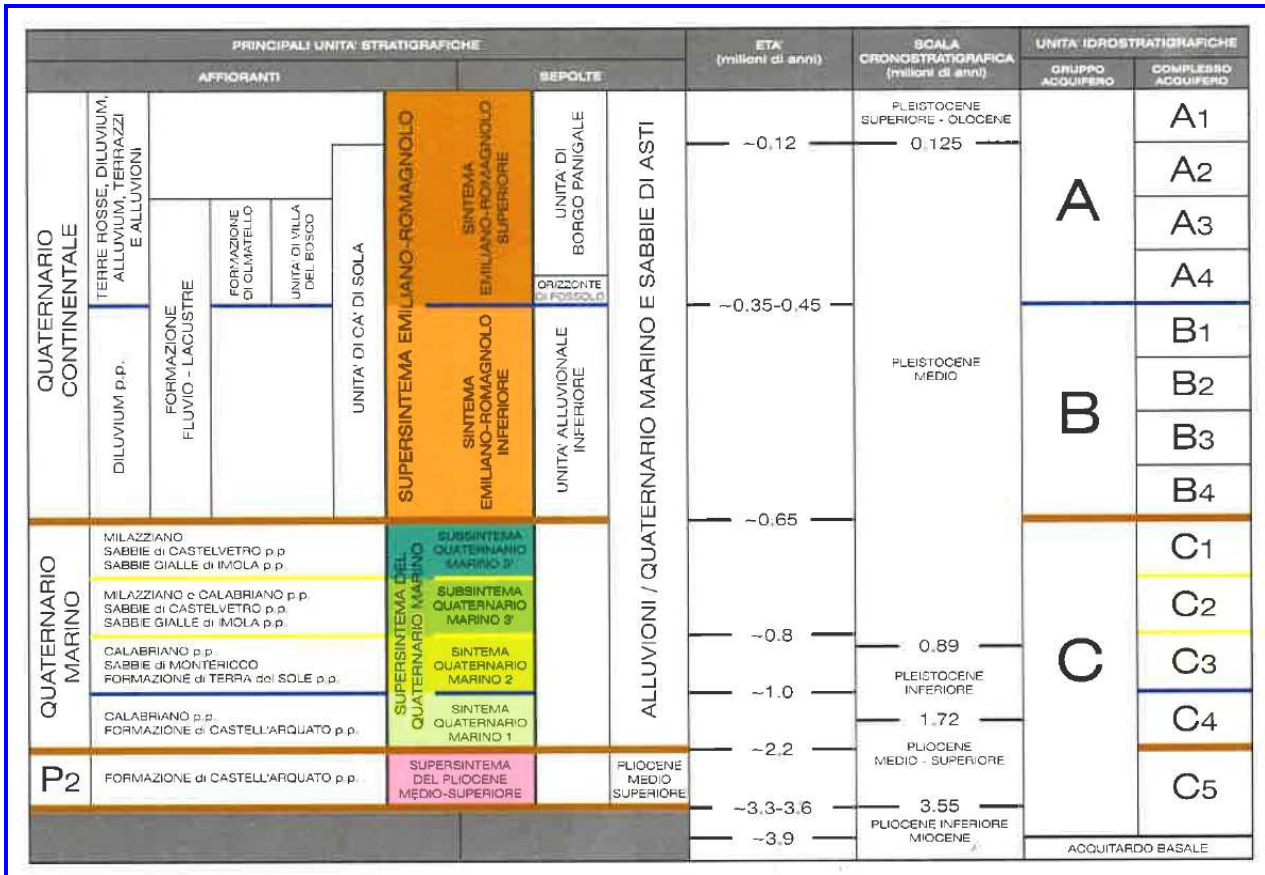 PRINCIPALI UNITA' STRATIGRAFICHE
AFFIORANTI
SEPOLTE
ETA'
(milioni di anni)
SCALA
CRONOSTRATIGRAFICA
(milioni di anni)
UNITA' IDROSTRATIGRAFICHE
GRUPPO
ACQUIFERO
COMPLESSO
ACQUIFERO
QUATERNARIO
CONTINENTALE
TERRE ROSSE, DILUVIUM,
ALLUVIUM, TERRAZZI
E ALLUVIONI
DILUVIUM p.p.
FORMAZIONE
FLUVIO - LACUSTRE
FORMAZIONE
DI OLMATELLO
UNITA' DI VILLA
DEL BOSCO
UNITA' DI CA' DI SOLA
SUPERSINTEMA EMILIANO-ROMAGNOLO
SINTEMA
EMILIANO-ROMAGNOLO
SUPERIORE
SINTEMA
EMILIANO-ROMAGNOLO
INFERIORE
UNITA' DI
BORGO PANIGALE
ORIZZONTE
DI FOSSOLO
UNITA' ALLUVIONALE
INFERIORE
ALLUVIONI / QUATERNARIO MARINO E SABBIE DI ASTI
QUATERNARIO
MARINO
MILAZZIANO
SABBIE di CASTELVETRO p.p
SABBIE GIALLE di IMOLA p.p.
MILAZZIANO e CALABRIANO p.p.
SABBIE di CASTELVETRO p.p.
SABBIE GIALLE di IMOLA p.p.
CALABRIANO p.p.
SABBIE di MONTERICCO
FORMAZIONE di TERRA del SOLE p.p.
CALABRIANO p.p.
FORMAZIONE di CASTELL'ARQUATO p.p.
SUPERSINTEMA DEL
QUATERNARIO MARINO
SUBSINTEMA
QUATERNARIO
MARINO 3'
SUBSINTEMA
QUATERNARIO
MARINO 3'
SINTEMA
QUATERNARIO
MARINO 2
SINTEMA
QUATERNARIO
MARINO 1
P2
FORMAZIONE di CASTELL'ARQUATO p.p.
SUPERSINTEMA
DEL PLIOCENE
MEDIO-SUPERIORE
PLIOCENE
MEDIO
SUPERIORE
~0.12
~0.35-0.45
~0.65
~0.8
~1.0
~2.2
~3.3-3.6
~3.9
PLEISTOCENE
SUPERIORE - OLOCENE
0.125
PLEISTOCENE
MEDIO
0.89
PLEISTOCENE
INFERIORE
1.72
PLIOCENE
MEDIO - SUPERIORE
3.55
PLIOCENE INFERIORE
MIOCENE
A
B
C
A1
A2
A3
A4
B1
B2
B3
B4
C1
C2
C3
C4
C5
ACQUITARDO BASALE